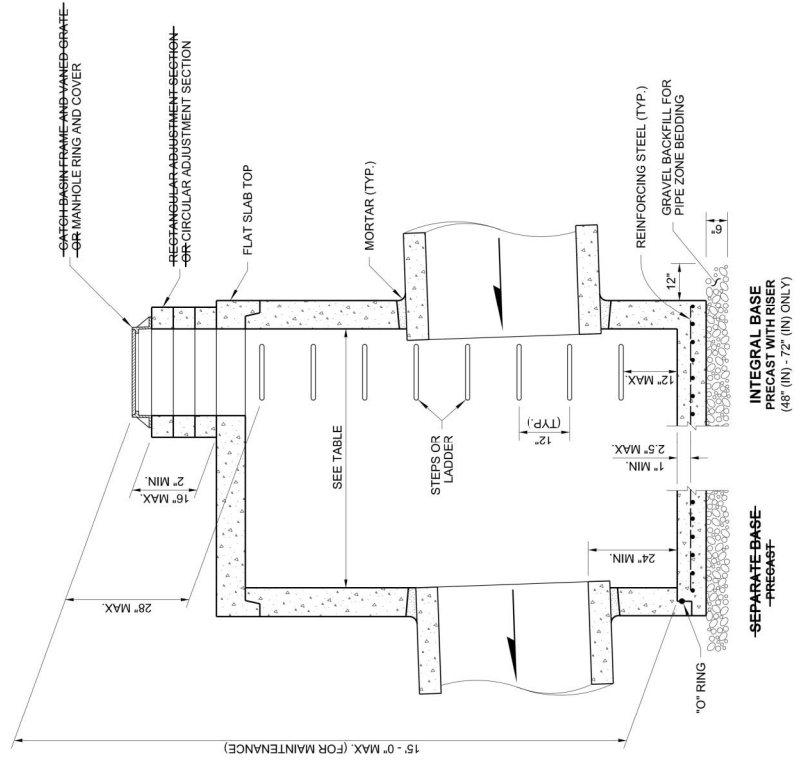 CATCH BASIN FRAME AND VANED GRATE
OR MANHOLE RING AND COVER
RECTANGULAR ADJUSTMENT SECTION
OR CIRCULAR ADJUSTMENT SECTION
FLAT SLAB TOP
MORTAR (TYP.)
REINFORCING STEEL (TYP.)
GRAVEL BACKFILL FOR
PIPE ZONE BEDDING
28" MAX.
16" MAX.
2" MIN.
SEE TABLE
STEPS OR
LADDER
12"
(TYP.)
12" MAX.
12"
6"
24" MIN.
2.5" MAX.
1" MIN.
15' - 0" MAX. (FOR MAINTENANCE)
"O" RING
SEPARATE BASE
PRECAST
INTEGRAL BASE
PRECAST WITH RISER
(48" (IN) - 72" (IN) ONLY)